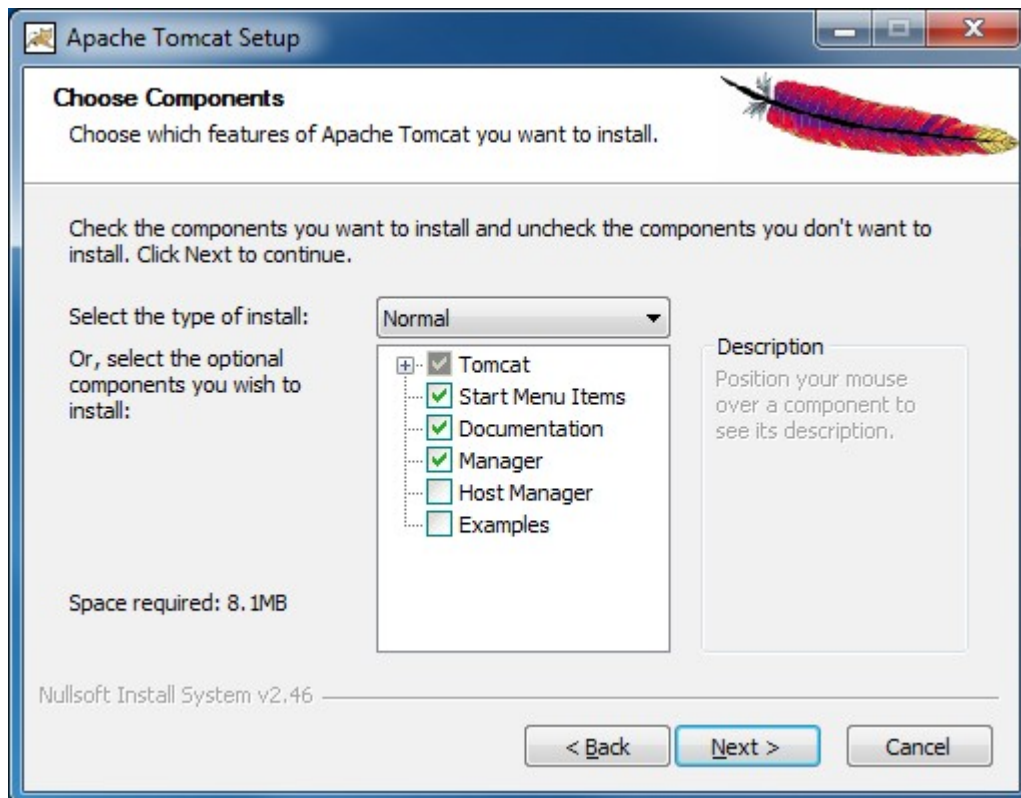 Apache Tomcat Setup
Choose Components
Choose which features of Apache Tomcat you want to install.
Check the components you want to install and uncheck the components you don't want to
install. Click Next to continue.
Select the type of install:
Normal
Or, select the optional
components you wish to
install:
Tomcat
Start Menu Items
Documentation
Manager
Host Manager
Examples
Description
Position your mouse
over a component to
see its description.
Space required: 8.1MB
Nullsoft Install System v2.46
< Back
Next >
Cancel